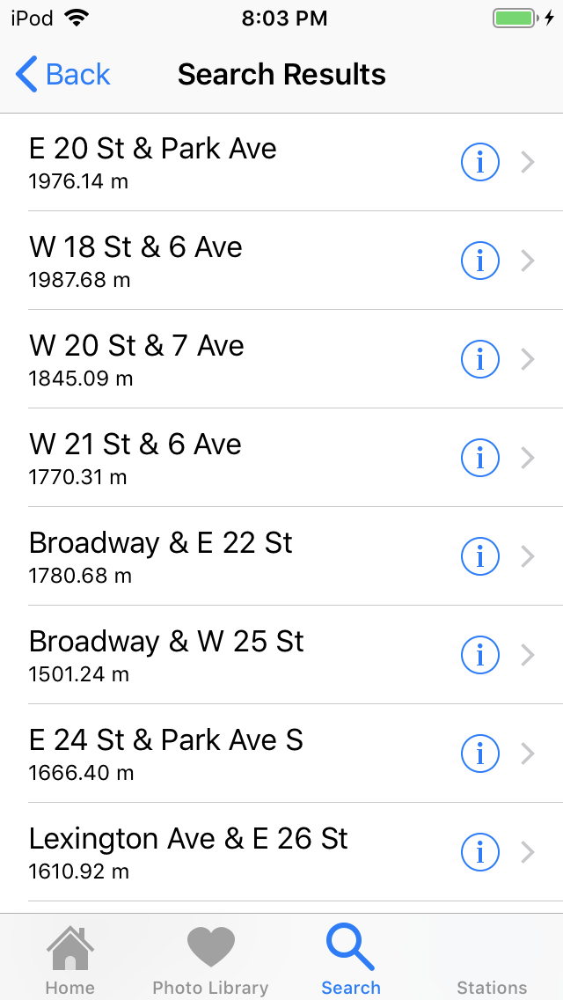 iPod 8:03 PM
Back Search Results
E 20 St & Park Ave
1976.14 m
W 18 St & 6 Ave
1987.68 m
W 20 St & 7 Ave
1845.09 m
W 21 St & 6 Ave
1770.31 m
Broadway & E 22 St
1780.68 m
Broadway & W 25 St
1501.24 m
E 24 St & Park Ave S
1666.40 m
Lexington Ave & E 26 St
1610.92 m
Home Photo Library Search Stations